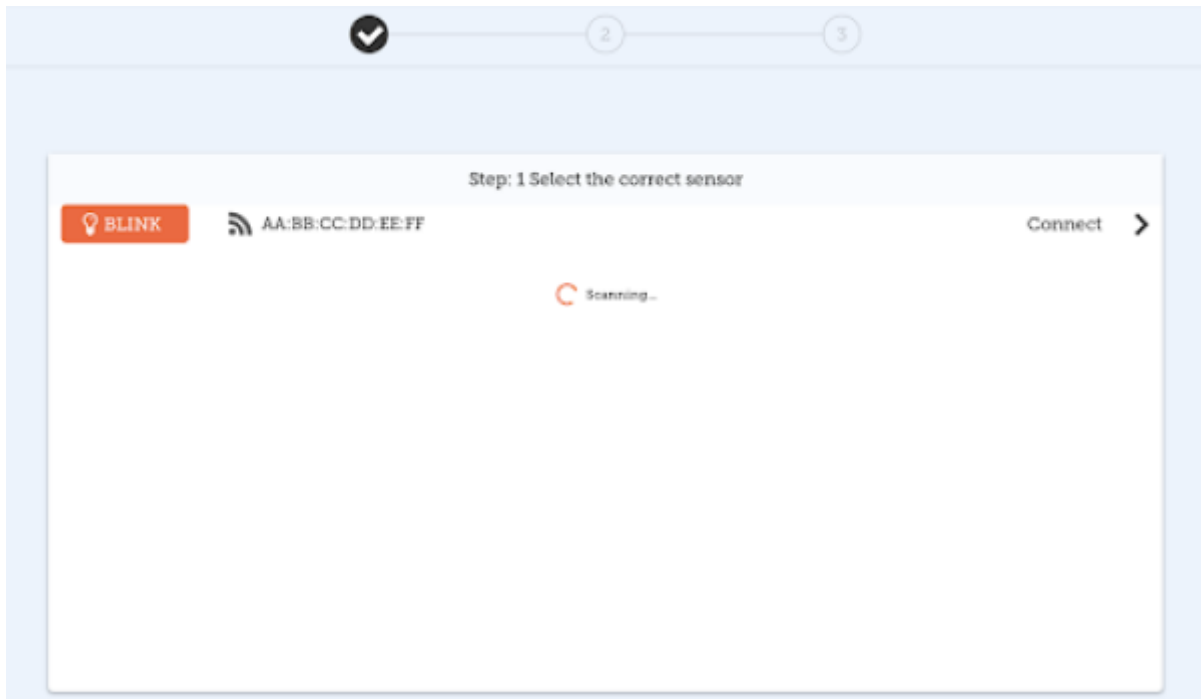 2
3
Step: 1 Select the correct sensor
BLINK AA:BB:CC:DD:EE:FF Connect
Scanning...